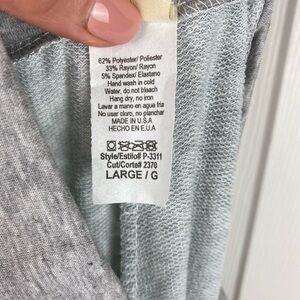 62% Polyester/ Poliester
33% Rayon/ Rayon
5% Spandex/ Elastano
Hand wash in cold
Water, do not bleach
Hang dry, no iron
Lavar a mano en agua fria
No usar cloro, no planchar
MADE IN U.S.A
HECHO EN E.U.A
Style/Estilo# P-3311
Cut/Corte# 2370
LARGE / G